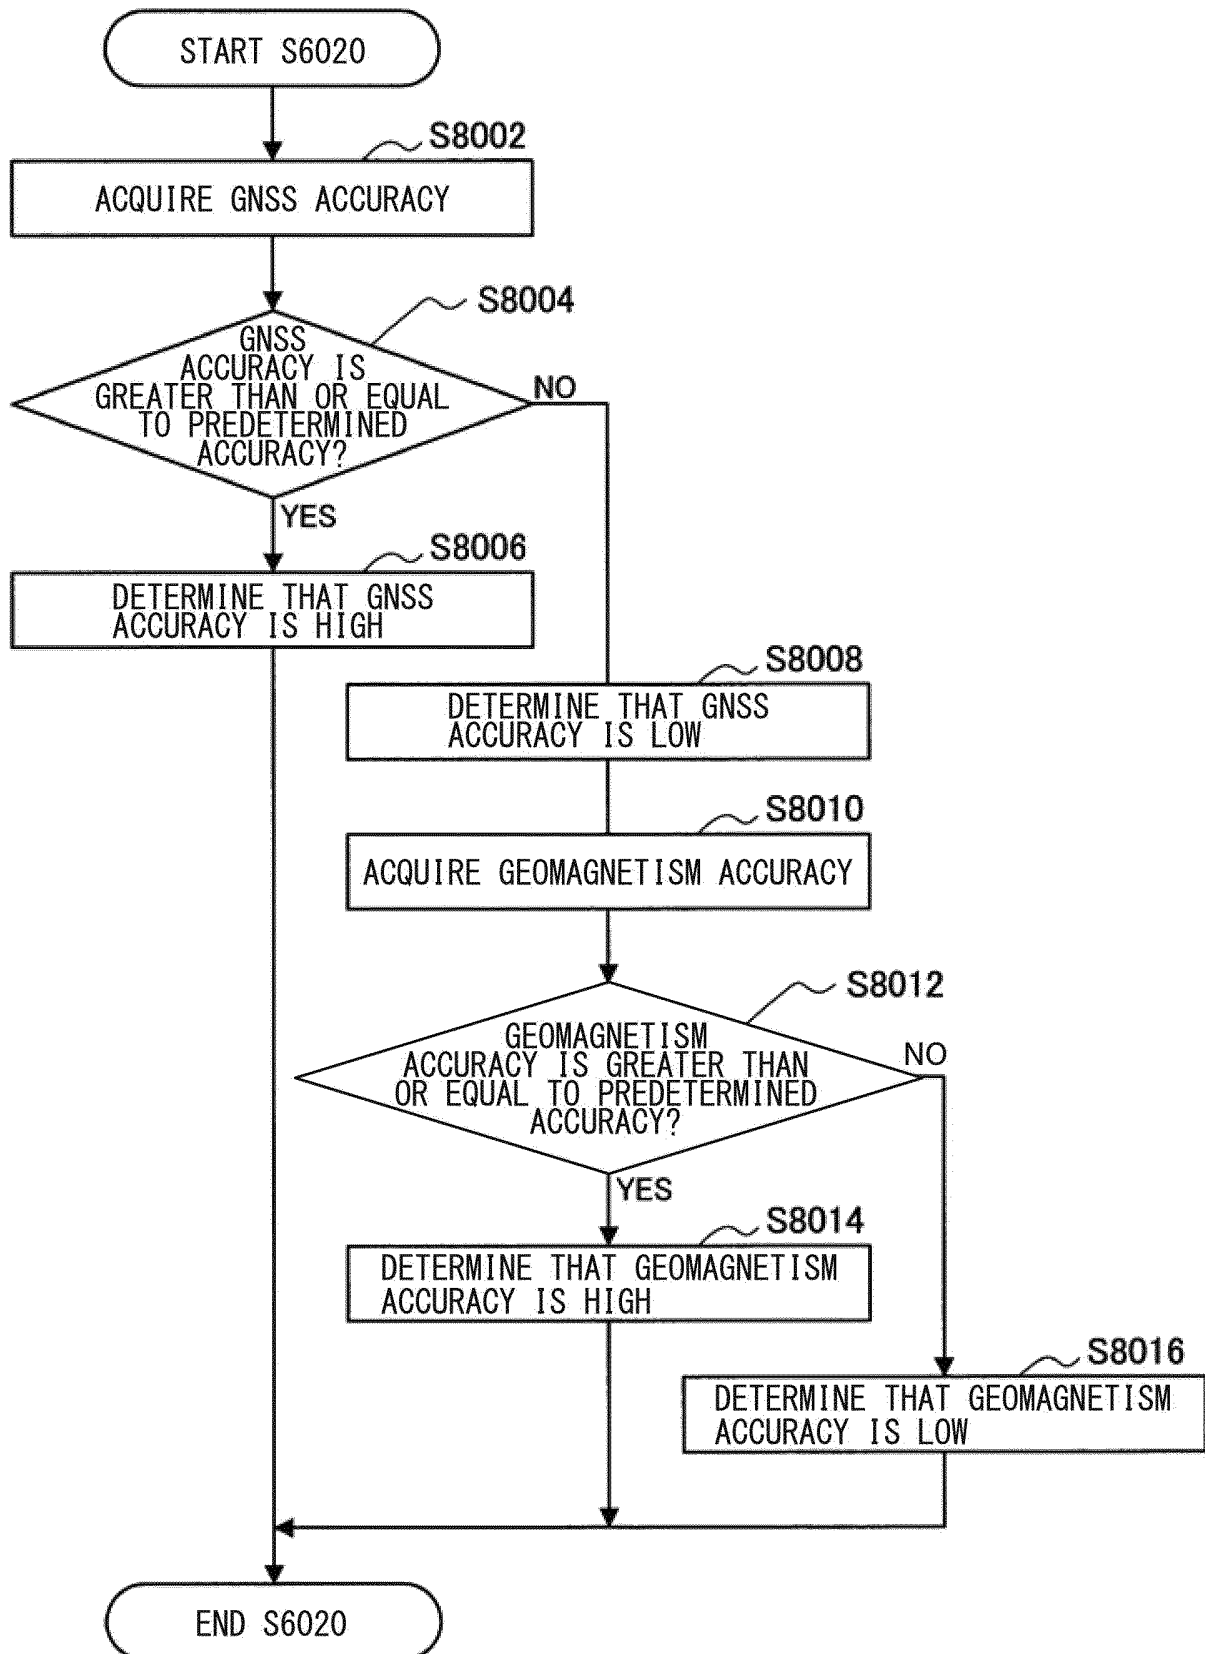 START S6020
S8002
ACQUIRE GNSS ACCURACY
S8004
GNSS
ACCURACY IS
GREATER THAN OR EQUAL
TO PREDETERMINED
ACCURACY?
NO
YES
S8006
DETERMINE THAT GNSS
ACCURACY IS HIGH
S8008
DETERMINE THAT GNSS
ACCURACY IS LOW
S8010
ACQUIRE GEOMAGNETISM ACCURACY
S8012
GEOMAGNETISM
ACCURACY IS GREATER THAN
OR EQUAL TO PREDETERMINED
ACCURACY?
NO
YES
S8014
DETERMINE THAT GEOMAGNETISM
ACCURACY IS HIGH
S8016
DETERMINE THAT GEOMAGNETISM
ACCURACY IS LOW
END S6020